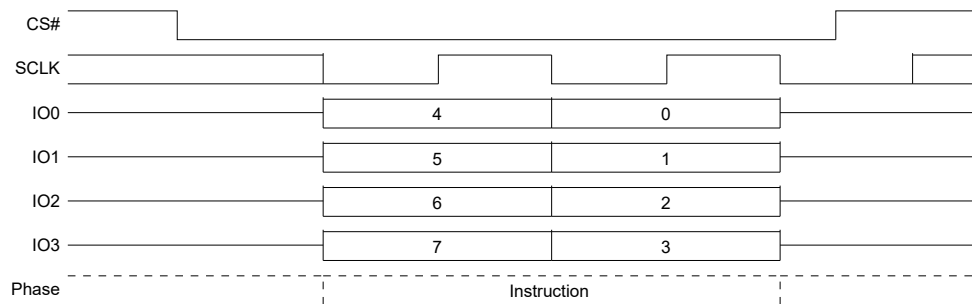 CS#
SCLK
IO0 4 0
IO1 5 1
IO2 6 2
IO3 7 3
Phase Instruction